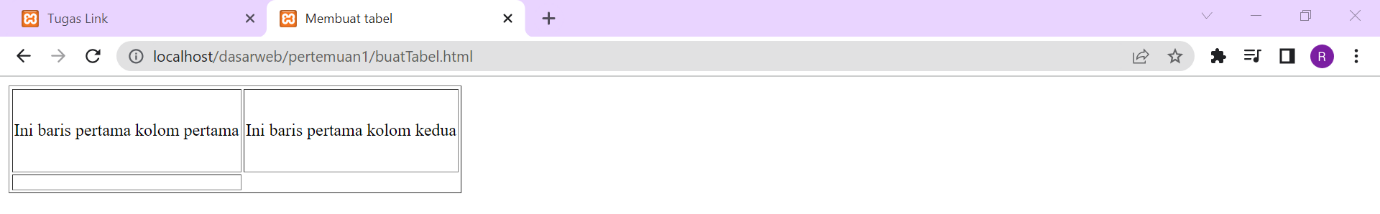 Tugas Link
Membuat tabel
localhost/dasarweb/pertemuan1/buatTabel.html
R
Ini baris pertama kolom pertama
Ini baris pertama kolom kedua